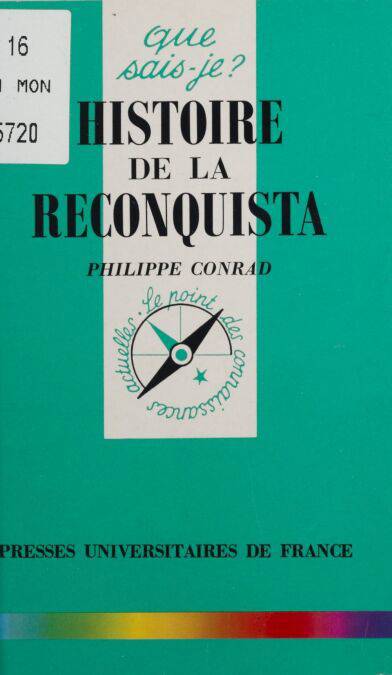 16
MON
5720
que
sais-je?
HISTOIRE
DE LA
RECONQUISTA
PHILIPPE CONRAD
Le point des connaissances actuelles.
PRESSES UNIVERSITAIRES DE FRANCE